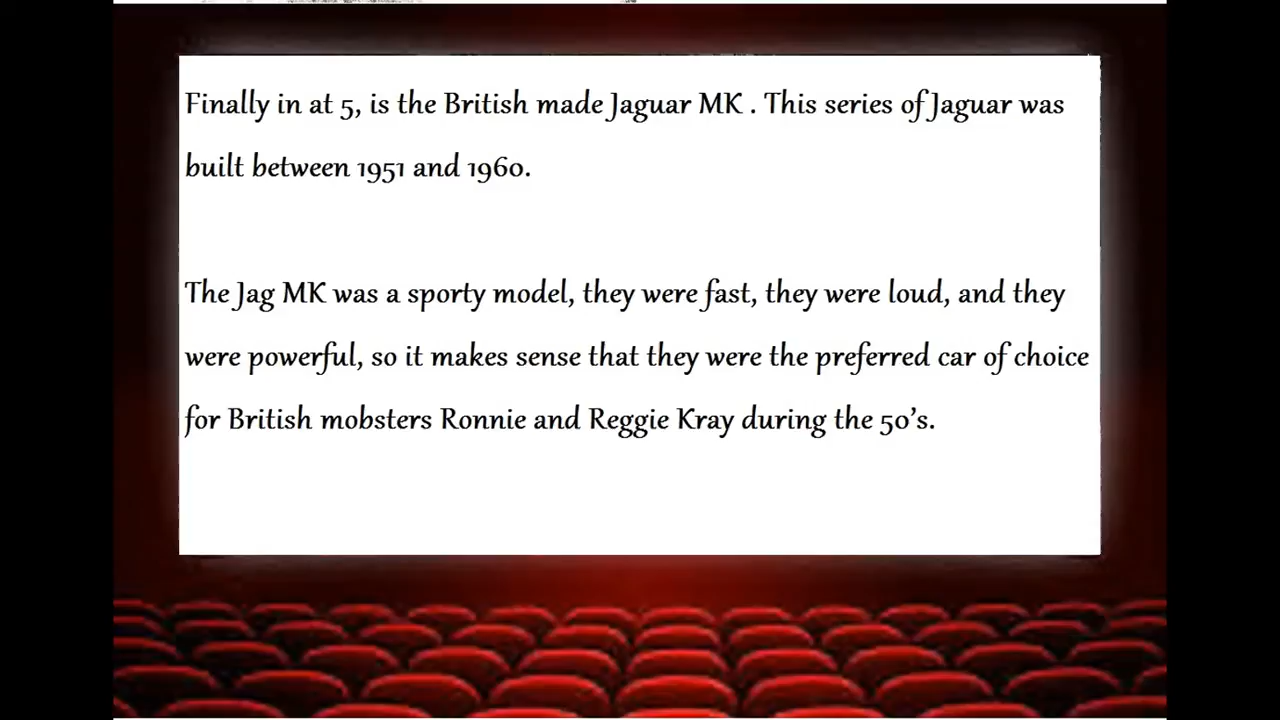 Finally in at 5, is the British made Jaguar MK . This series of Jaguar was
built between 1951 and 1960.
The Jag MK was a sporty model, they were fast, they were loud, and they
were powerful, so it makes sense that they were the preferred car of choice
for British mobsters Ronnie and Reggie Kray during the 50’s.